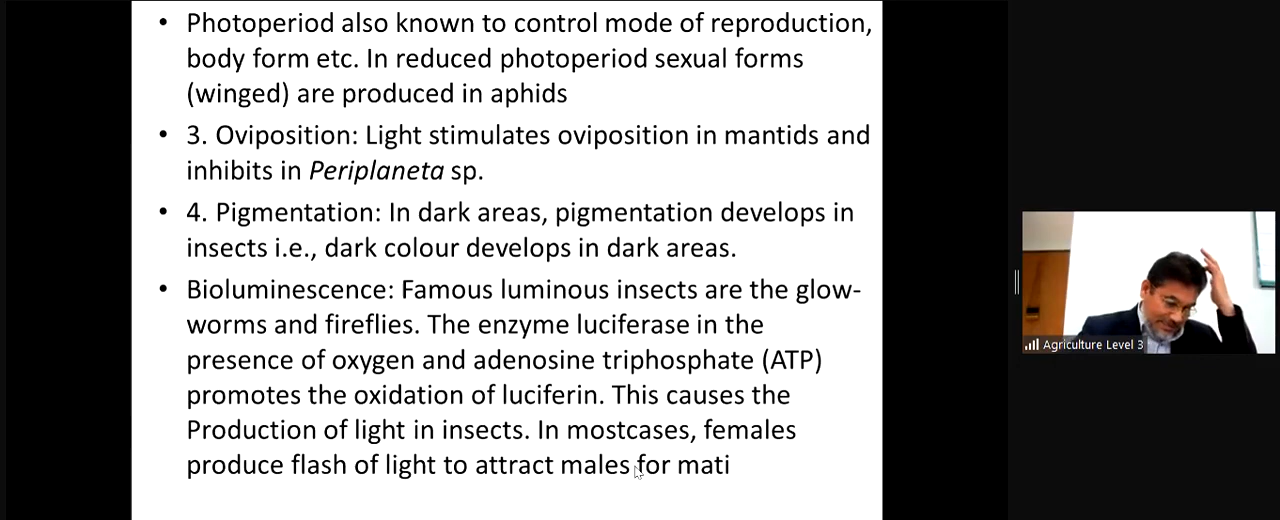 • Photoperiod also known to control mode of reproduction,
body form etc. In reduced photoperiod sexual forms
(winged) are produced in aphids
• 3. Oviposition: Light stimulates oviposition in mantids and
inhibits in Periplaneta sp.
• 4. Pigmentation: In dark areas, pigmentation develops in
insects i.e., dark colour develops in dark areas.
• Bioluminescence: Famous luminous insects are the glow-
worms and fireflies. The enzyme luciferase in the
presence of oxygen and adenosine triphosphate (ATP)
promotes the oxidation of luciferin. This causes the
Production of light in insects. In mostcases, females
produce flash of light to attract males for mati
Agriculture Level 3